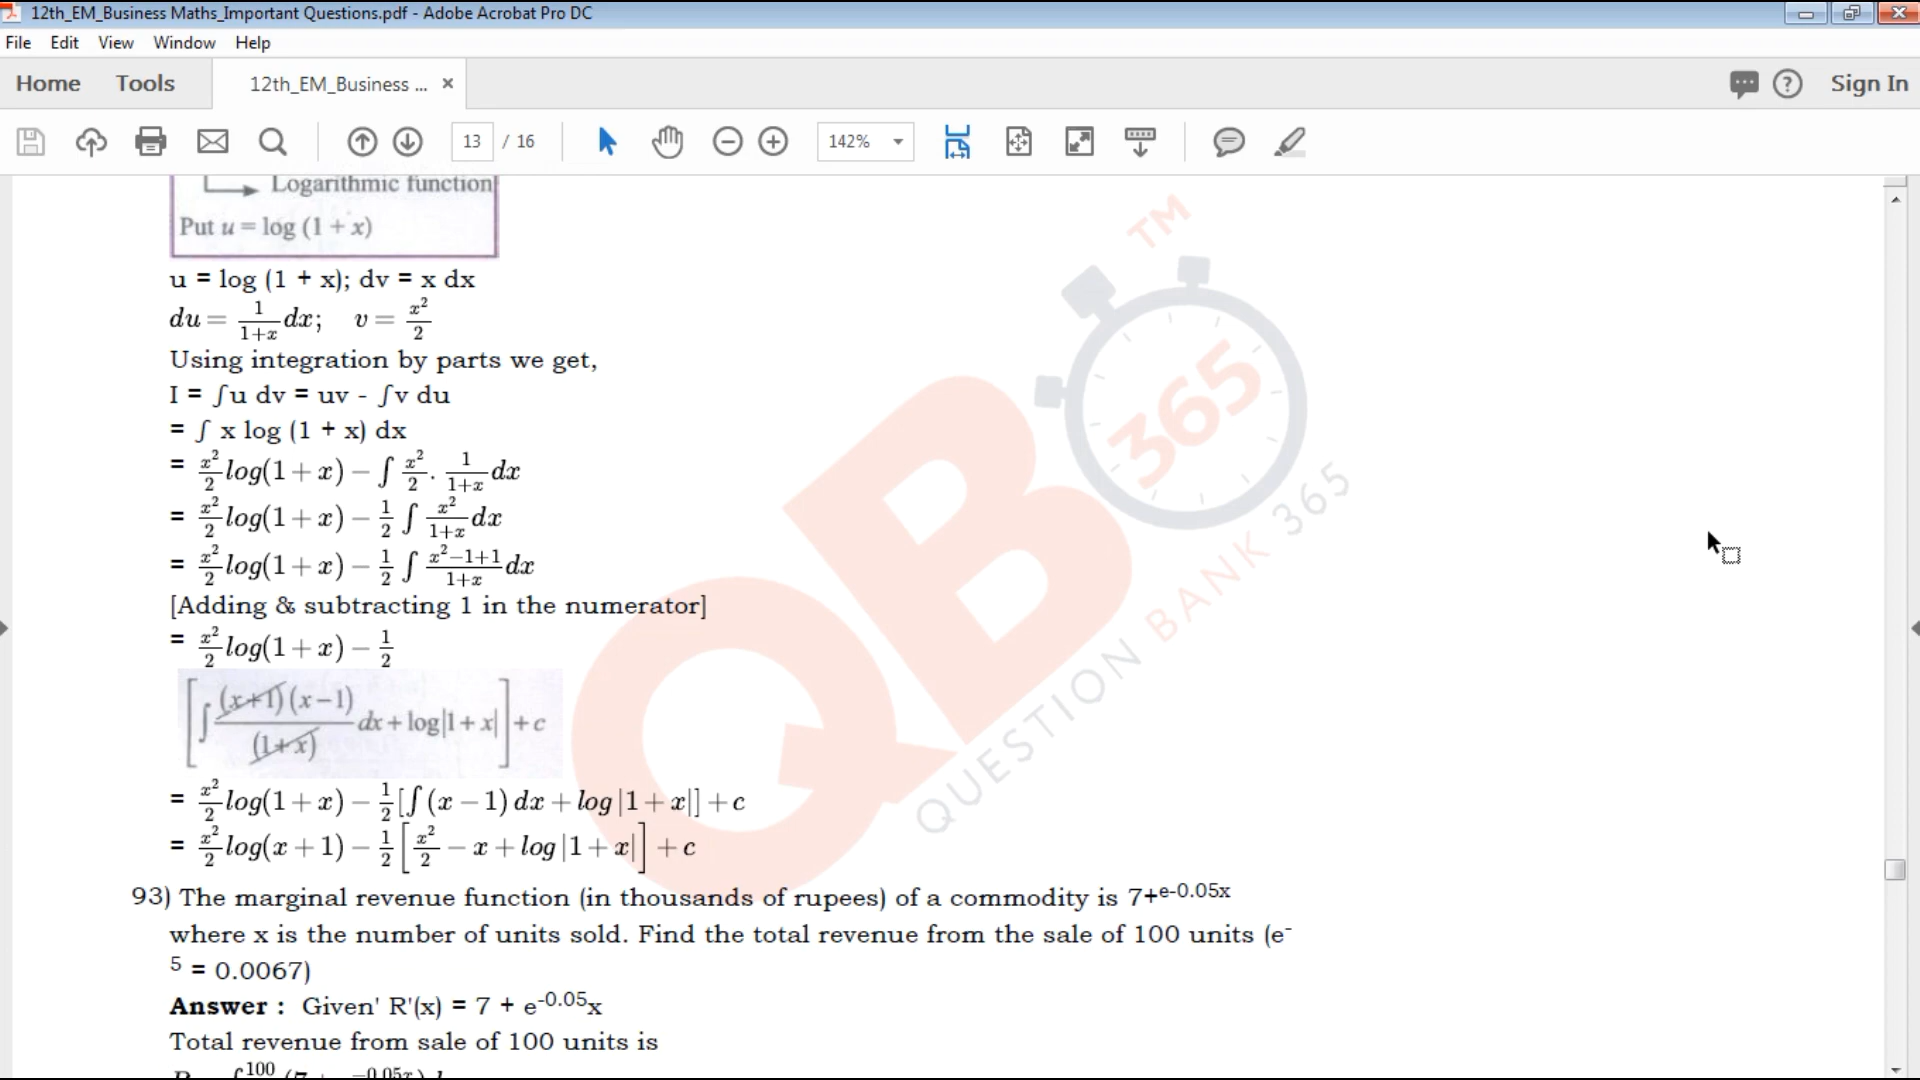 12th_EM_Business Maths_Important Questions.pdf - Adobe Acrobat Pro DC
File Edit View Window Help
Home Tools 12th_EM_Business ... × Sign In
13 / 16 142%
Logarithmic function
Put u = log (1 + x)
u = log (1 + x); dv = x dx
du = 1/(1+x) dx; v = x²/2
Using integration by parts we get,
I = ∫u dv = uv - ∫v du
= ∫ x log (1 + x) dx
= x²/2 log(1 + x) − ∫ x²/2 . 1/(1+x) dx
= x²/2 log(1 + x) − 1/2 ∫ x²/(1+x) dx
= x²/2 log(1 + x) − 1/2 ∫ (x²−1+1)/(1+x) dx
[Adding & subtracting 1 in the numerator]
= x²/2 log(1 + x) − 1/2
[∫ (x+1)(x−1)/(1+x) dx + log|1 + x|] + c
= x²/2 log(1 + x) − 1/2 [∫ (x − 1) dx + log |1 + x|] + c
= x²/2 log(x + 1) − 1/2 [x²/2 − x + log |1 + x|] + c
93) The marginal revenue function (in thousands of rupees) of a commodity is 7+e-0.05x
where x is the number of units sold. Find the total revenue from the sale of 100 units (e-
5 = 0.0067)
Answer : Given' R'(x) = 7 + e-0.05x
Total revenue from sale of 100 units is
QB
365
TM
QUESTION BANK 365